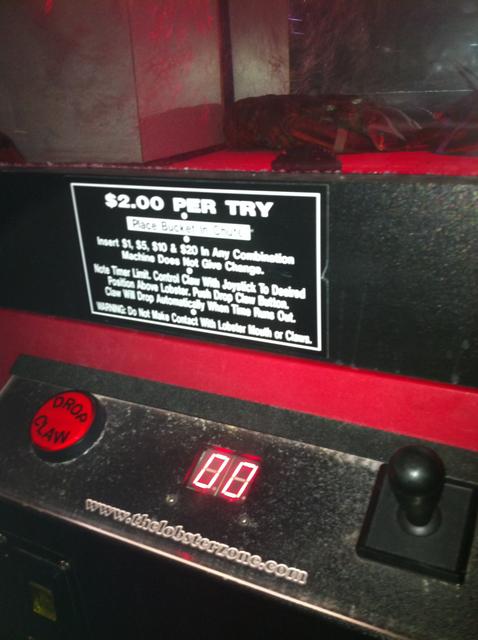 $2.00 PER TRY
Place Bucket In Chute
Insert $1, $5, $10 & $20 In Any Combination
Machine Does Not Give Change.
Note Timer Limit. Control Claw With Joystick To Desired
Position Above Lobster. Push Drop Claw Button.
Claw Will Drop Automatically When Time Runs Out.
WARNING: Do Not Make Contact With Lobster Mouth or Claws.
DROP
CLAW
00
www.thelobsterzone.com